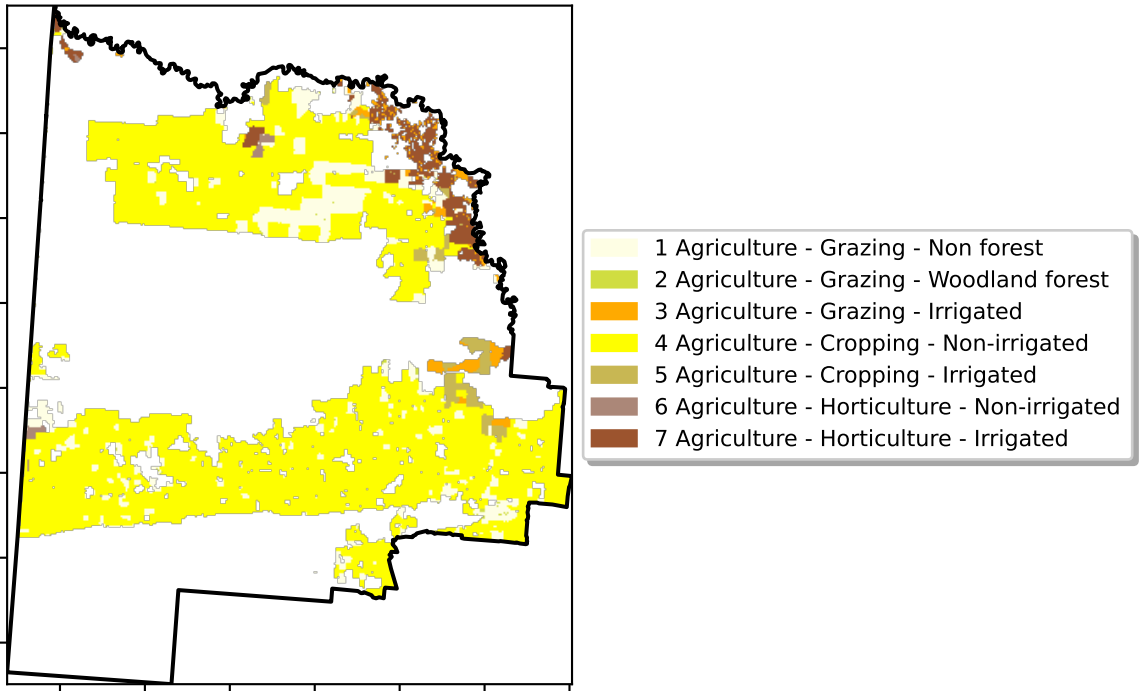 1 Agriculture - Grazing - Non forest
2 Agriculture - Grazing - Woodland forest
3 Agriculture - Grazing - Irrigated
4 Agriculture - Cropping - Non-irrigated
5 Agriculture - Cropping - Irrigated
6 Agriculture - Horticulture - Non-irrigated
7 Agriculture - Horticulture - Irrigated